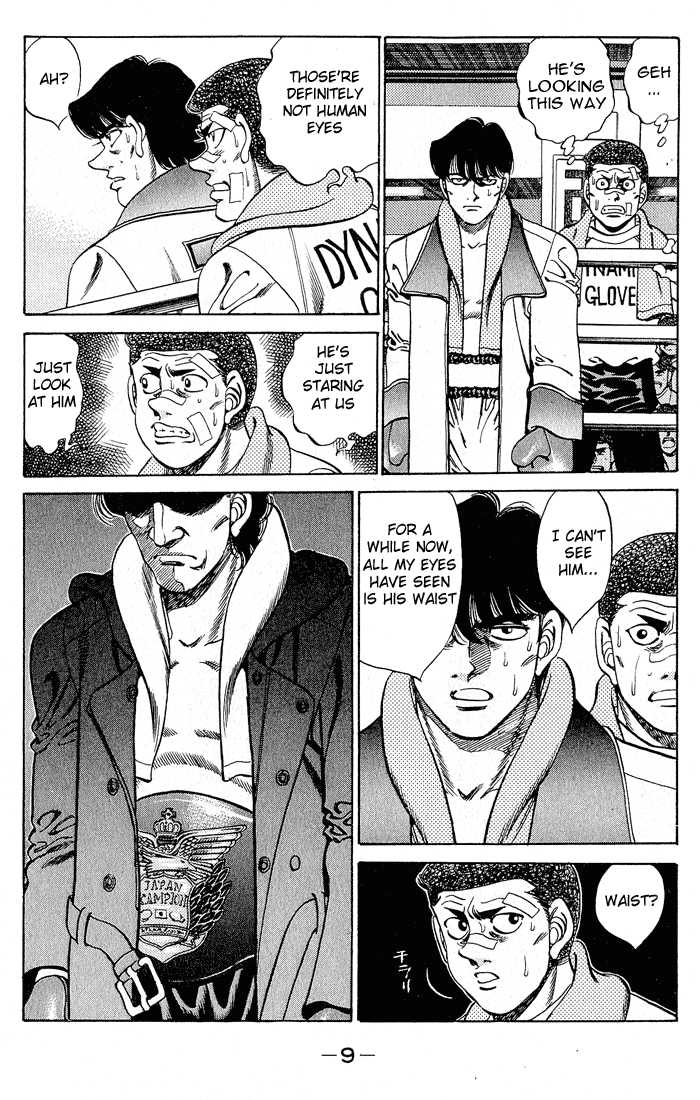 GEH
...
HE'S
LOOKING
THIS WAY
YNAMI
GLOVE
THOSE'RE
DEFINITELY
NOT HUMAN
EYES
AH?
DYN
HE'S
JUST
STARING
AT US
JUST
LOOK
AT HIM
I CAN'T
SEE
HIM...
FOR A
WHILE NOW,
ALL MY EYES
HAVE SEEN
IS HIS WAIST
JAPAN
CAMPION
WAIST?
チラッ
－9－